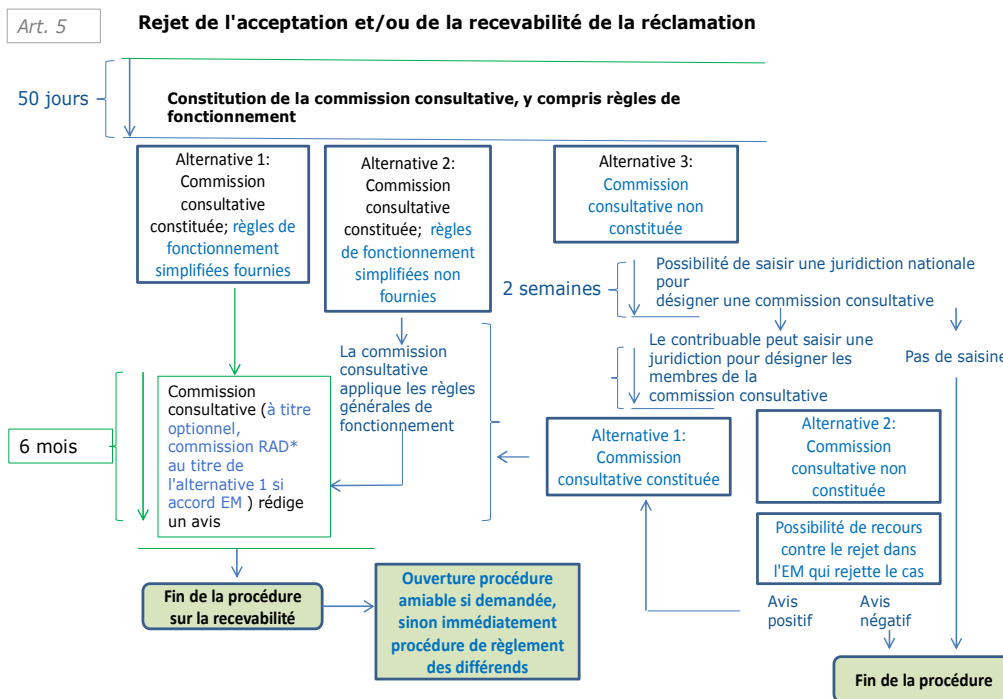 Art. 5
Rejet de l'acceptation et/ou de la recevabilité de la réclamation
50 jours
Constitution de la commission consultative, y compris règles de
fonctionnement
Alternative 1:
Commission
consultative
constituée; règles de
fonctionnement
simplifiées fournies
Alternative 2:
Commission
consultative
constituée; règles
de fonctionnement
simplifiées non
fournies
Alternative 3:
Commission
consultative non
constituée
2 semaines
Possibilité de saisir une juridiction nationale
pour
désigner une commission consultative
Le contribuable peut saisir une
juridiction pour désigner les
membres de la
commission consultative
Pas de saisine
La commission
consultative
applique les règles
générales de
fonctionnement
6 mois
Commission
consultative (à titre
optionnel,
commission RAD*
au titre de
l'alternative 1 si
accord EM ) rédige
un avis
Alternative 1:
Commission
consultative constituée
Alternative 2:
Commission
consultative non
constituée
Possibilité de recours
contre le rejet dans
l'EM qui rejette le cas
Avis
positif
Avis
négatif
Fin de la procédure
sur la recevabilité
Ouverture procédure
amiable si demandée,
sinon immédiatement
procédure de règlement
des différends
Fin de la procédure